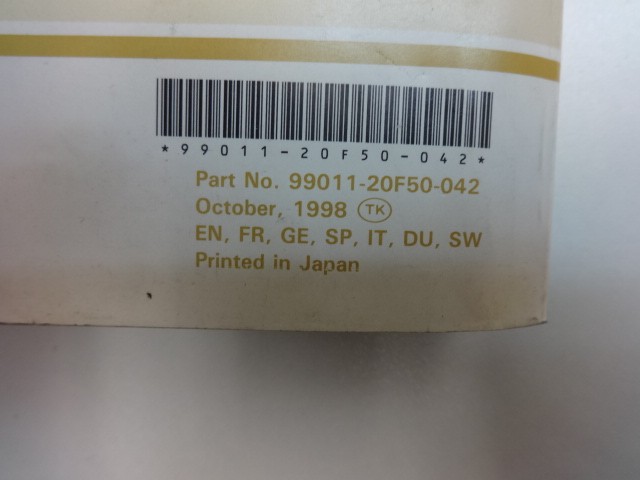 *99011-20F50-042*
Part No. 99011-20F50-042
October, 1998 TK
EN, FR, GE, SP, IT, DU, SW
Printed in Japan